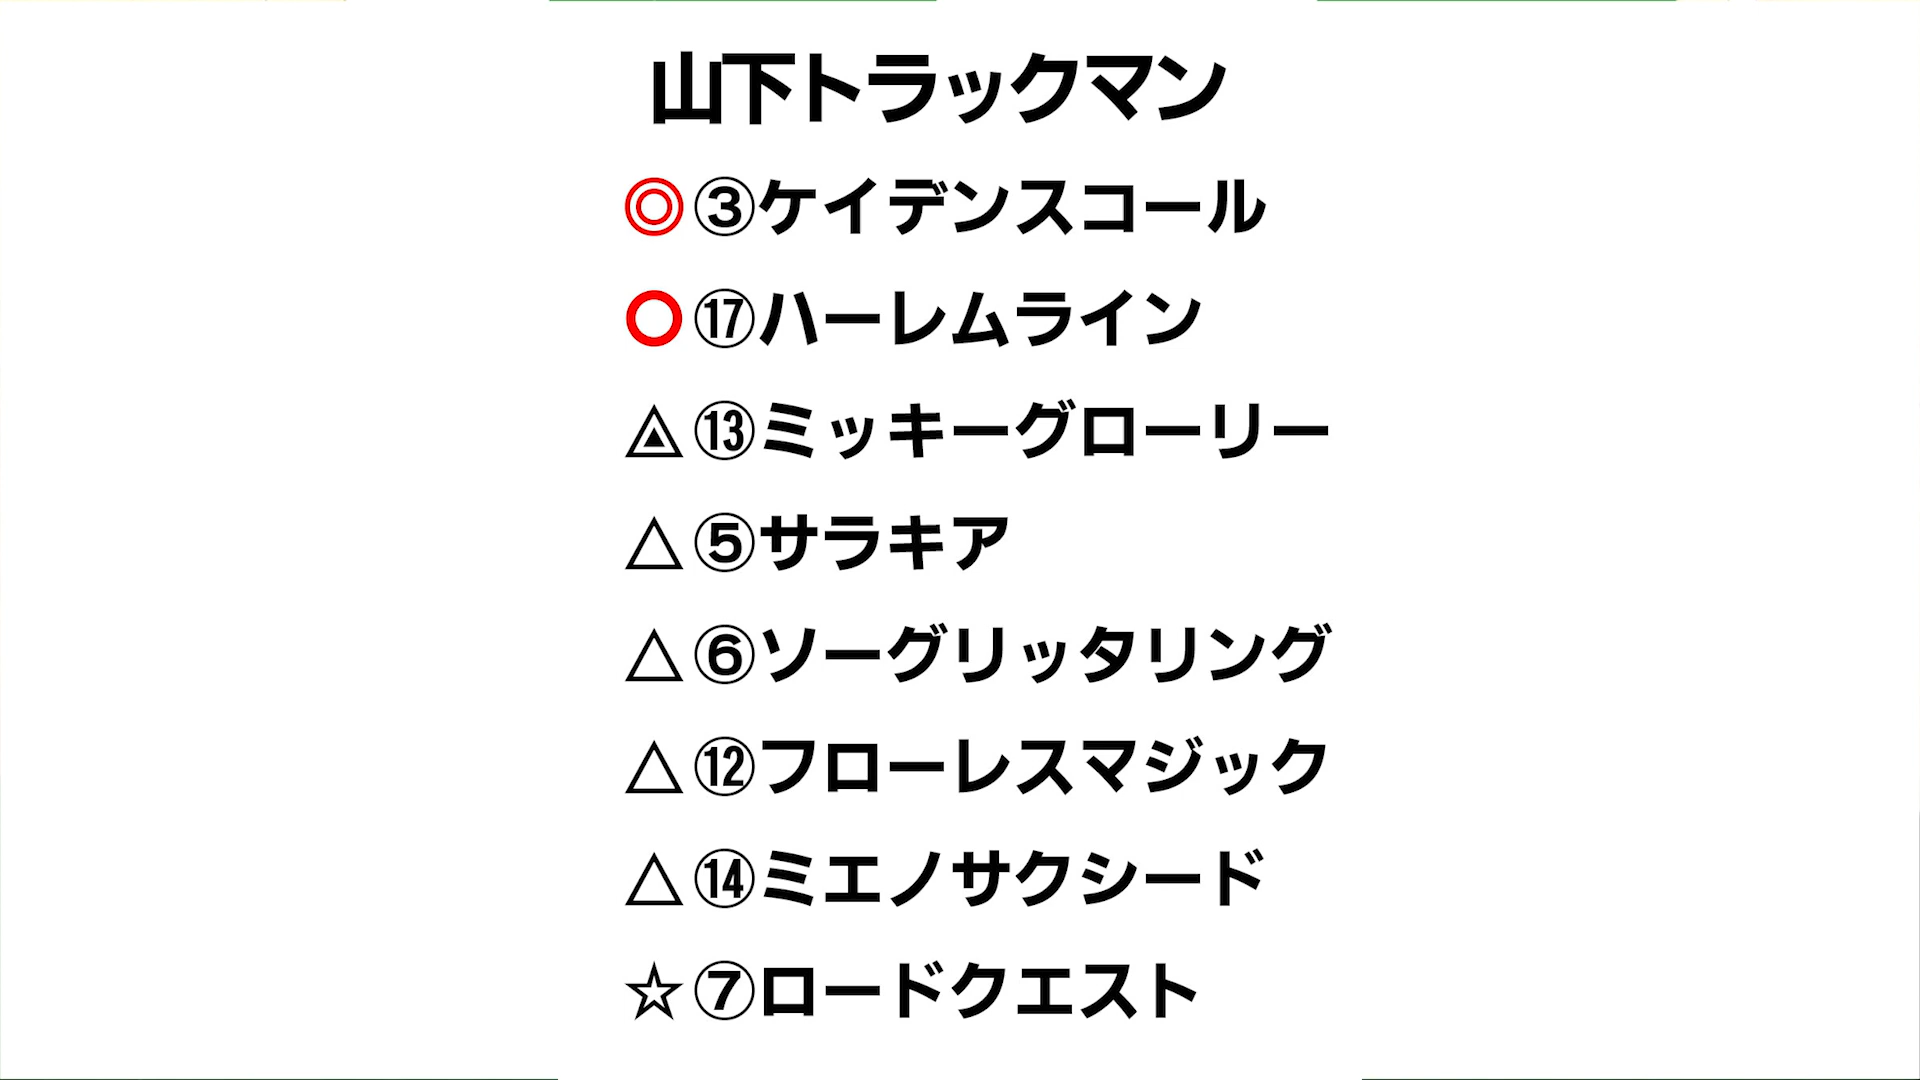 山下トラックマン
◎③ケイデンスコール
○⑰ハーレムライン
◬⑬ミッキーグローリー
△⑤サラキア
△⑥ソーグリッタリング
△⑫フローレスマジック
△⑭ミエノサクシード
☆⑦ロードクエスト